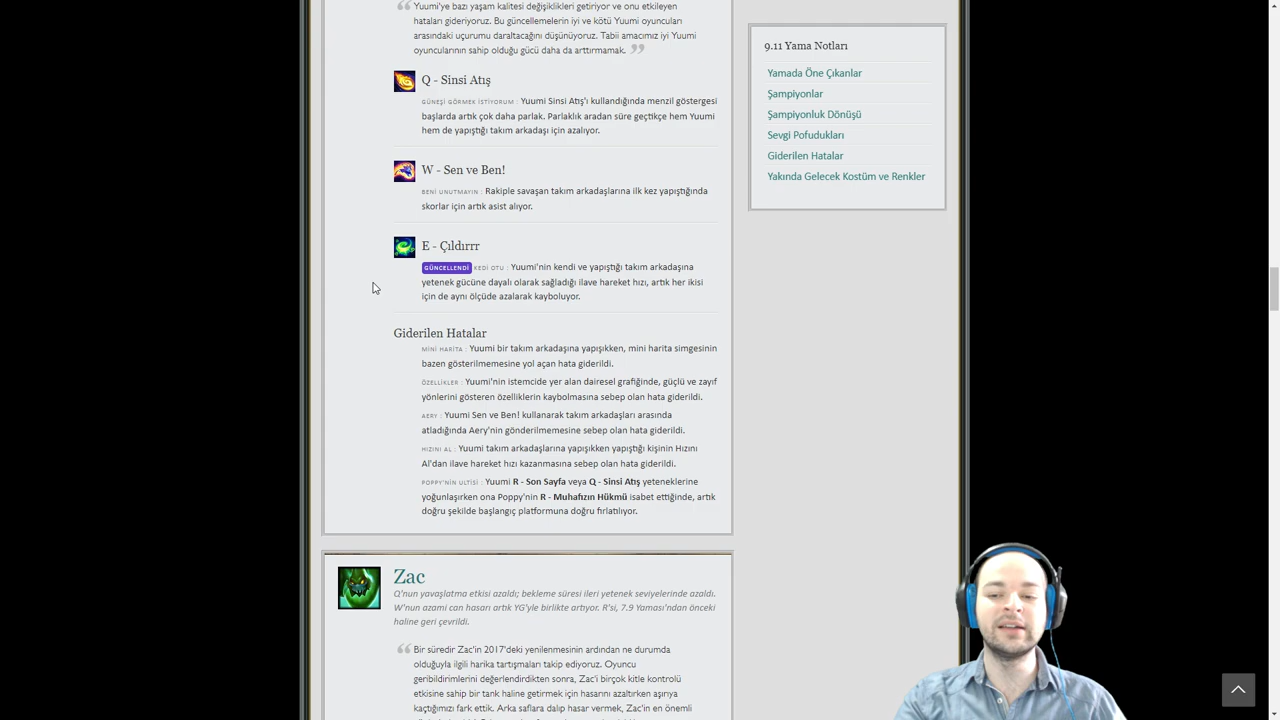 Yuumi'ye bazı yaşam kalitesi değişiklikleri getiriyor ve onu etkileyen
hataları gideriyoruz. Bu güncellemelerin iyi ve kötü Yuumi oyuncuları
arasındaki uçurumu daraltacağını düşünüyoruz. Tabii amacımız iyi Yuumi
oyuncularının sahip olduğu gücü daha da arttırmamak.
Q - Sinsi Atış
GÜNEŞİ GÖRMEK İSTİYORUM : Yuumi Sinsi Atış'ı kullandığında menzil göstergesi
başlarda artık çok daha parlak. Parlaklık aradan süre geçtikçe hem Yuumi
hem de yapıştığı takım arkadaşı için azalıyor.
W - Sen ve Ben!
BENİ UNUTMAYIN : Rakiple savaşan takım arkadaşlarına ilk kez yapıştığında
skorlar için artık asist alıyor.
E - Çıldırrr
GÜNCELLENDİ KEDİ OTU : Yuumi'nin kendi ve yapıştığı takım arkadaşına
yetenek gücüne dayalı olarak sağladığı ilave hareket hızı, artık her ikisi
için de aynı ölçüde azalarak kayboluyor.
Giderilen Hatalar
MİNİ HARİTA : Yuumi bir takım arkadaşına yapışıkken, mini harita simgesinin
bazen gösterilmemesine yol açan hata giderildi.
ÖZELLİKLER : Yuumi'nin istemcide yer alan dairesel grafiğinde, güçlü ve zayıf
yönlerini gösteren özelliklerin kaybolmasına sebep olan hata giderildi.
AERY : Yuumi Sen ve Ben! kullanarak takım arkadaşları arasında
atladığında Aery'nin gönderilmemesine sebep olan hata giderildi.
HIZINI AL : Yuumi takım arkadaşlarına yapışıkken yapıştığı kişinin Hızını
Al'dan ilave hareket hızı kazanmasına sebep olan hata giderildi.
POPPY'NİN ULTİSİ : Yuumi R - Son Sayfa veya Q - Sinsi Atış yeteneklerine
yoğunlaşırken ona Poppy'nin R - Muhafızın Hükmü isabet ettiğinde, artık
doğru şekilde başlangıç platformuna doğru fırlatılıyor.
Zac
Q'nun yavaşlatma etkisi azaldı; bekleme süresi ileri yetenek seviyelerinde azaldı.
W'nun azami can hasarı artık YG'yle birlikte artıyor. R'si, 7.9 Yaması'ndan önceki
haline geri çevrildi.
Bir süredir Zac'in 2017'deki yenilenmesinin ardından ne durumda
olduğuyla ilgili harika tartışmaları takip ediyoruz. Oyuncu
geribildirimlerini değerlendirdikten sonra, Zac'i birçok kitle kontrolü
etkisine sahip bir tank haline getirmek için hasarını azaltırken aşırıya
kaçtığımızı fark ettik. Arka saflara dalıp hasar vermek, Zac'in en önemli
9.11 Yama Notları
Yamada Öne Çıkanlar
Şampiyonlar
Şampiyonluk Dönüşü
Sevgi Pofudukları
Giderilen Hatalar
Yakında Gelecek Kostüm ve Renkler